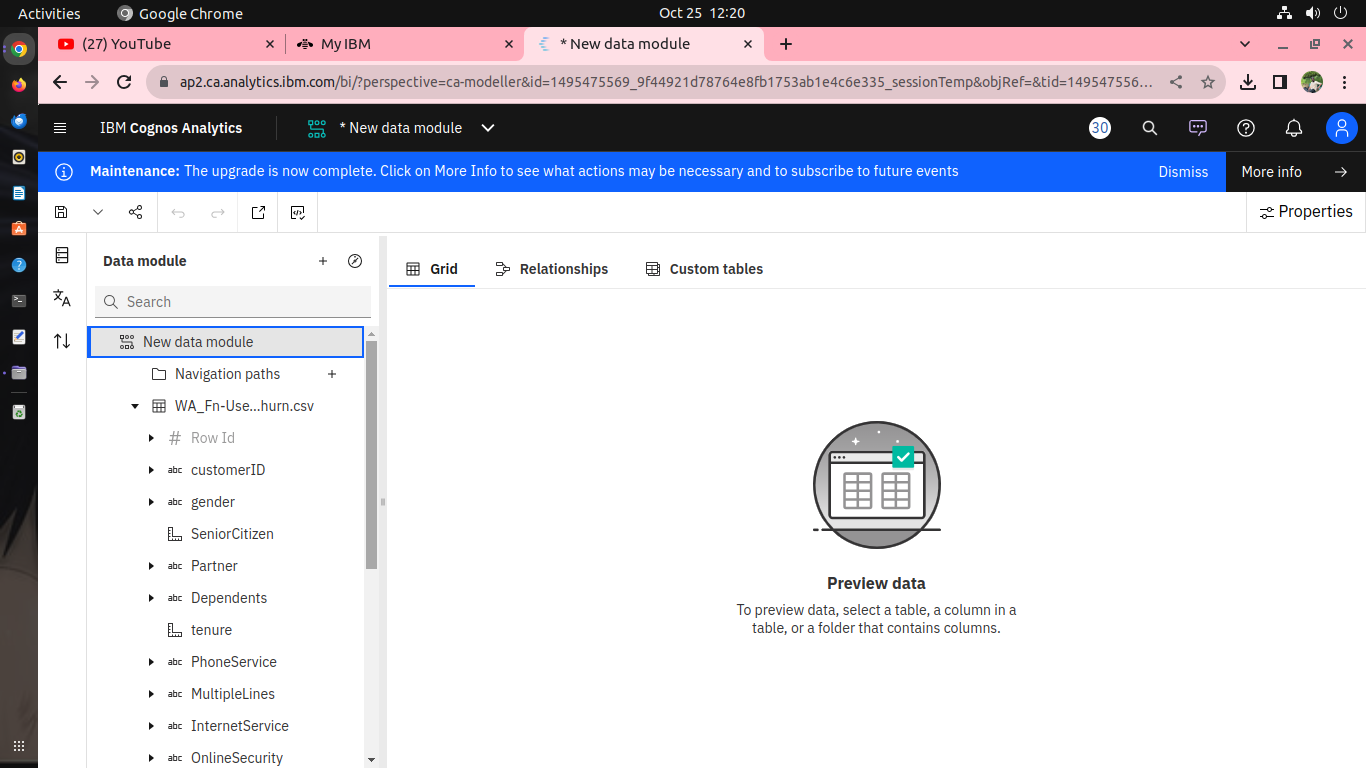 Activities
Google Chrome
Oct 25 12:20
(27) YouTube
My IBM
* New data module
ap2.ca.analytics.ibm.com/bi/?perspective=ca-modeller&id=1495475569_9f44921d78764e8fb1753ab1e4c6e335_sessionTemp&objRef=&tid=149547556...
IBM Cognos Analytics
* New data module
30
Maintenance: The upgrade is now complete. Click on More Info to see what actions may be necessary and to subscribe to future events
Dismiss
More info
Properties
Data module
Search
New data module
Navigation paths
WA_Fn-Use...hurn.csv
# Row Id
abc customerID
abc gender
SeniorCitizen
abc Partner
abc Dependents
tenure
abc PhoneService
abc MultipleLines
abc InternetService
abc OnlineSecurity
Grid
Relationships
Custom tables
Preview data
To preview data, select a table, a column in a
table, or a folder that contains columns.